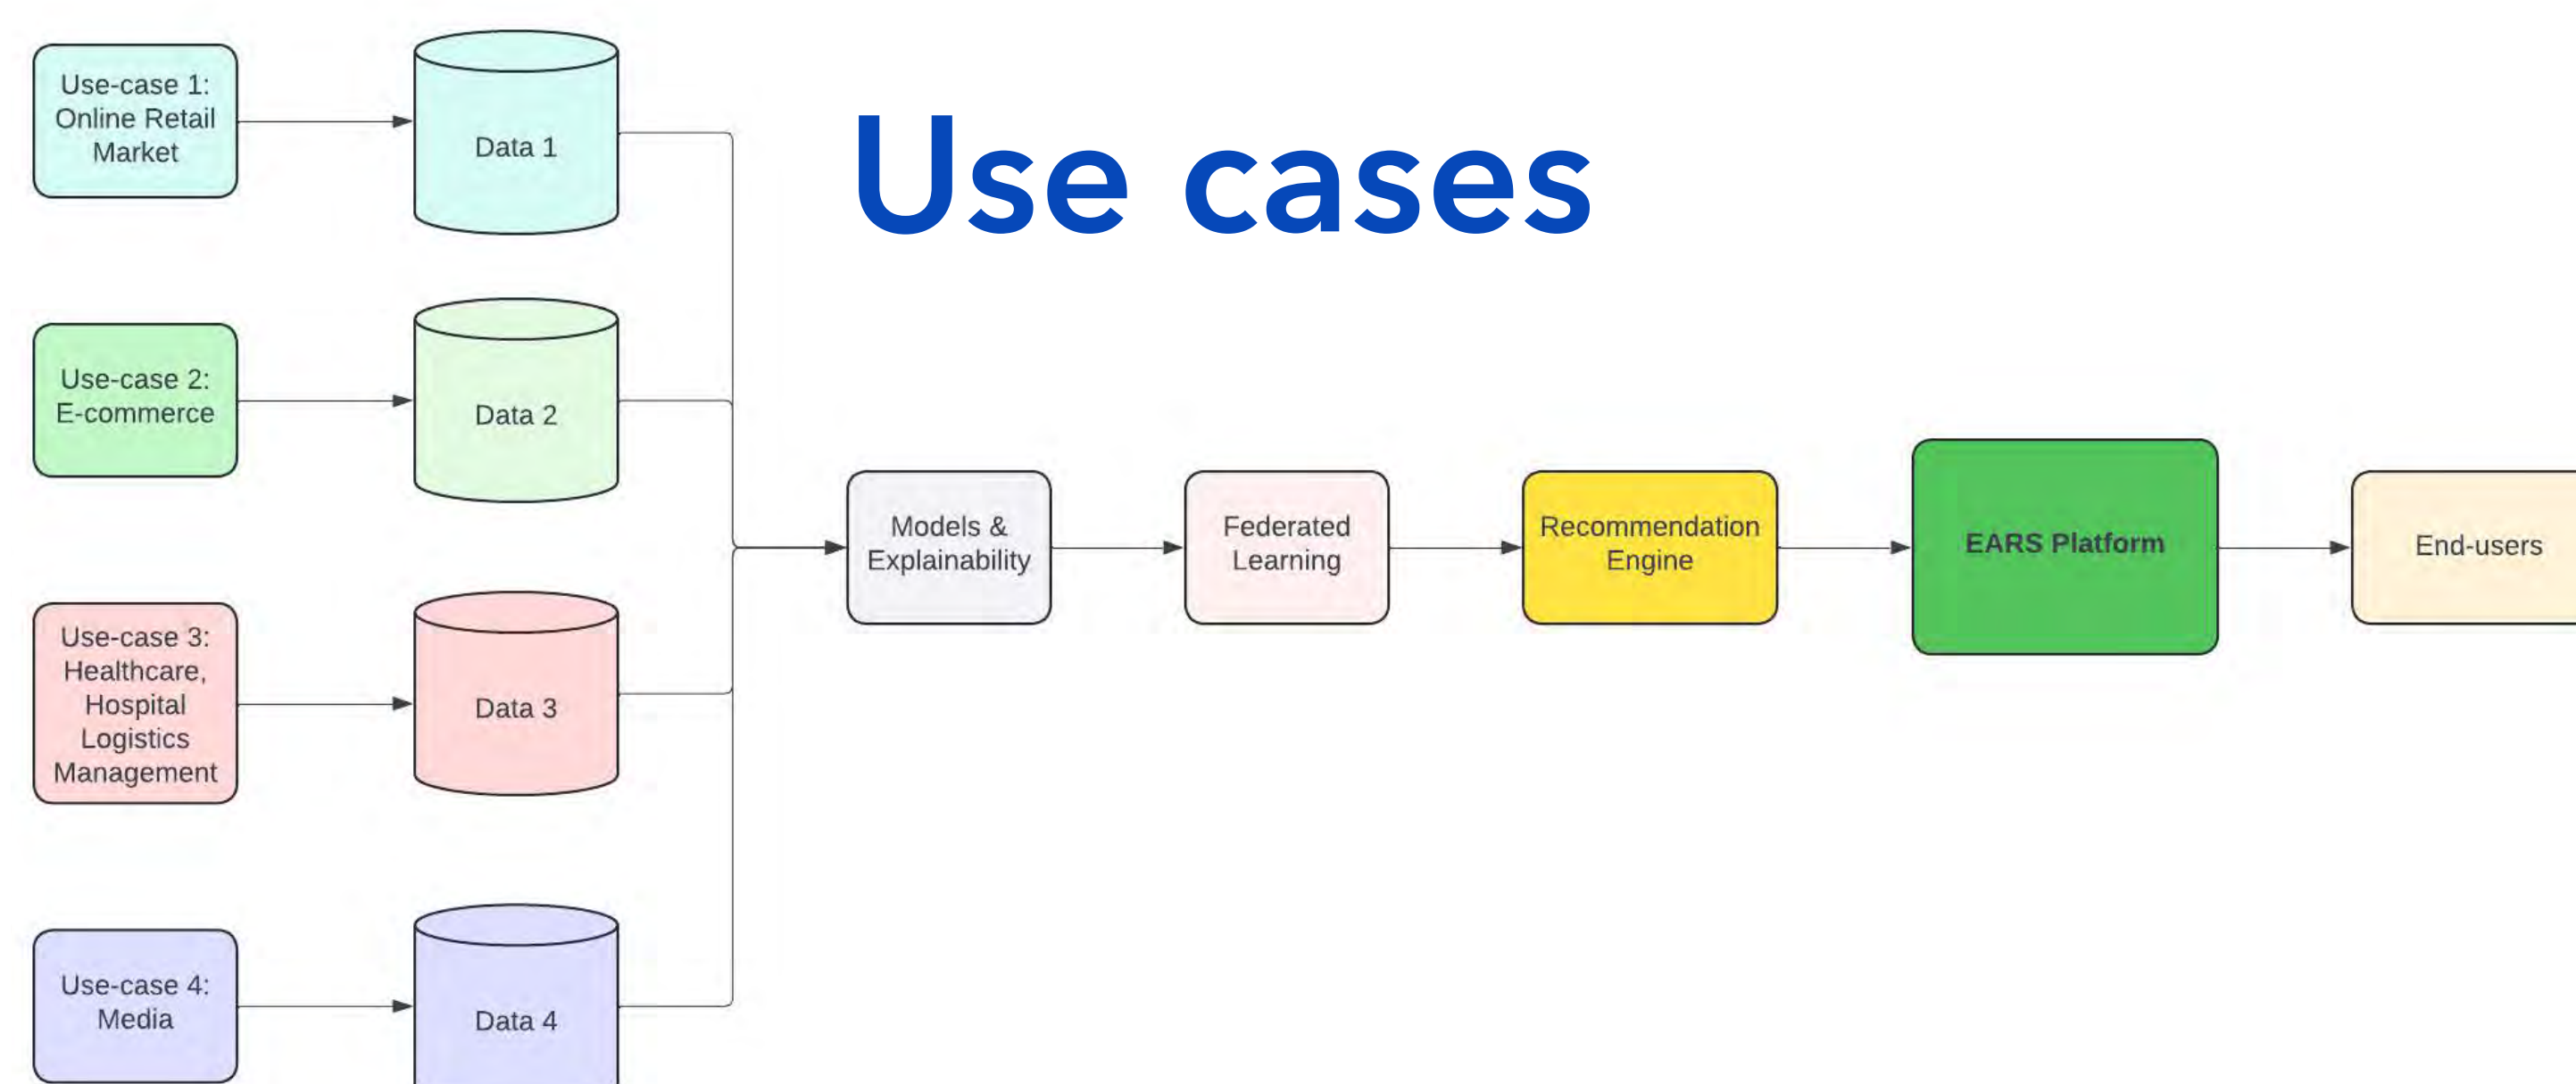 Use cases
Use-case 1:
Online Retail
Market
Data 1
Use-case 2:
E-commerce
Data 2
Use-case 3:
Healthcare,
Hospital
Logistics
Management
Data 3
Use-case 4:
Media
Data 4
Models &
Explainability
Federated
Learning
Recommendation
Engine
EARS Platform
End-users